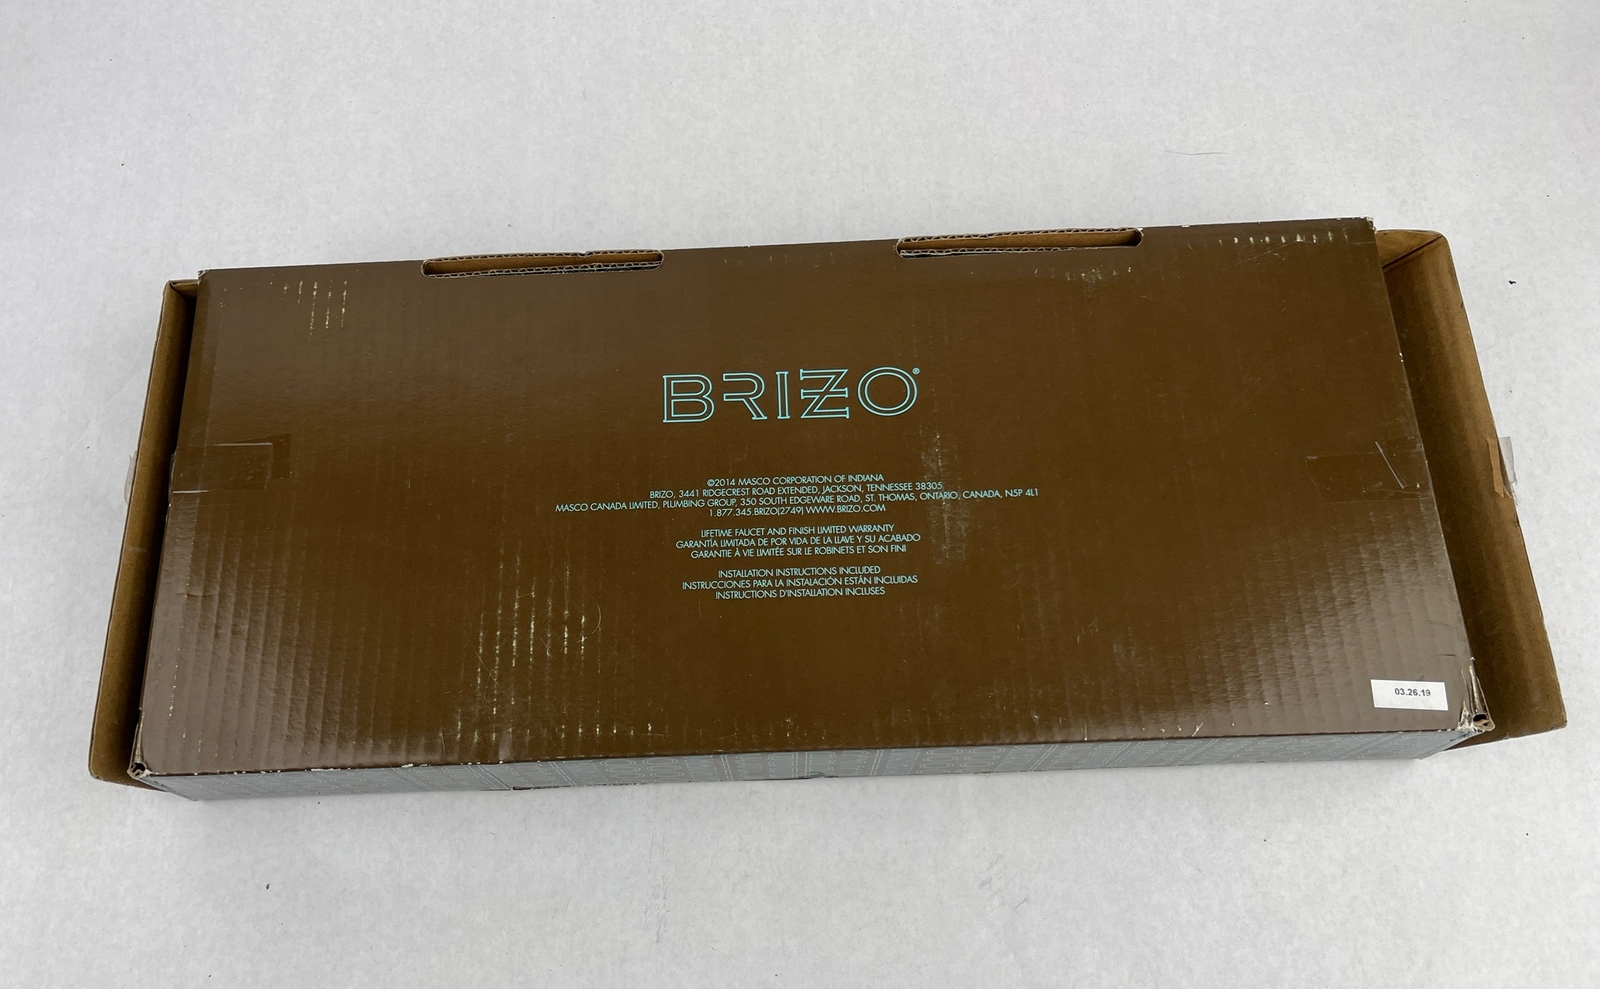 BRIZO®
©2014 MASCO CORPORATION OF INDIANA
BRIZO, 3441 RIDGECREST ROAD EXTENDED, JACKSON, TENNESSEE 38305
MASCO CANADA LIMITED, PLUMBING GROUP, 350 SOUTH EDGEWARE ROAD, ST. THOMAS, ONTARIO, CANADA, N5P 4L1
1.877.345.BRIZO(2749) WWW.BRIZO.COM
LIFETIME FAUCET AND FINISH LIMITED WARRANTY
GARANTÍA LIMITADA DE POR VIDA DE LA LLAVE Y SU ACABADO
GARANTIE À VIE LIMITÉE SUR LE ROBINETS ET SON FINI
INSTALLATION INSTRUCTIONS INCLUDED
INSTRUCCIONES PARA LA INSTALACIÓN ESTÁN INCLUIDAS
INSTRUCTIONS D'INSTALLATION INCLUSES
03.26.19